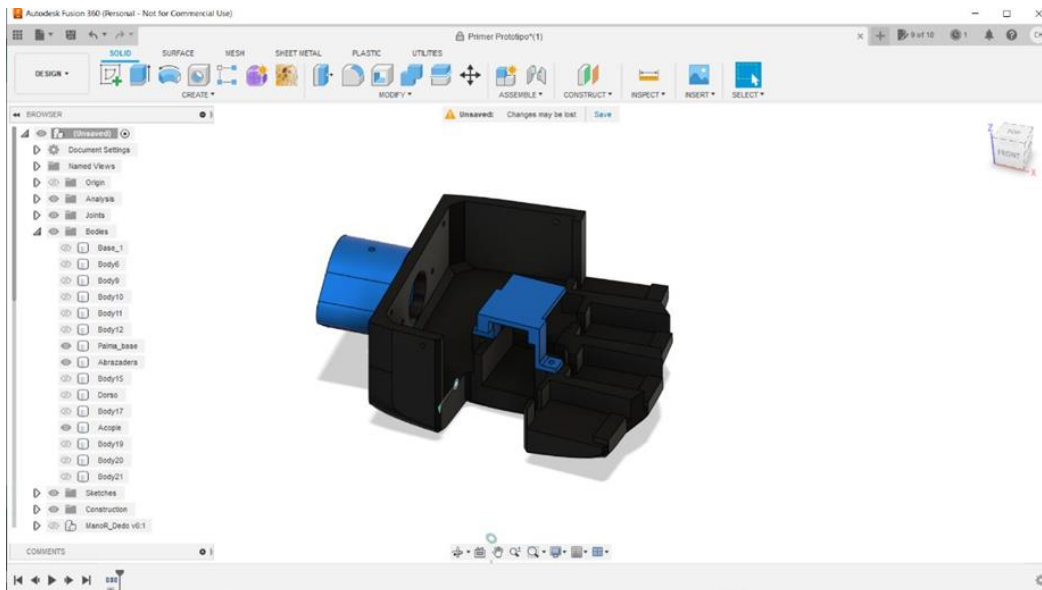 Autodesk Fusion 360 (Personal - Not for Commercial Use)
Primer Prototipo*(1)
9 of 10
1
SOLID SURFACE MESH SHEET METAL PLASTIC UTILITIES
DESIGN
CREATE MODIFY ASSEMBLE CONSTRUCT INSPECT INSERT SELECT
BROWSER
Unsaved: Changes may be lost Save
(Unsaved)
Document Settings
Named Views
Origin
Analysis
Joints
Bodies
Base_1
Body6
Body9
Body10
Body11
Body12
Palma_base
Abrazadera
Body15
Dorso
Body17
Acople
Body19
Body20
Body21
Sketches
Construction
ManoR_Dedo v6:1
COMMENTS
Z
TOP
FRONT
X